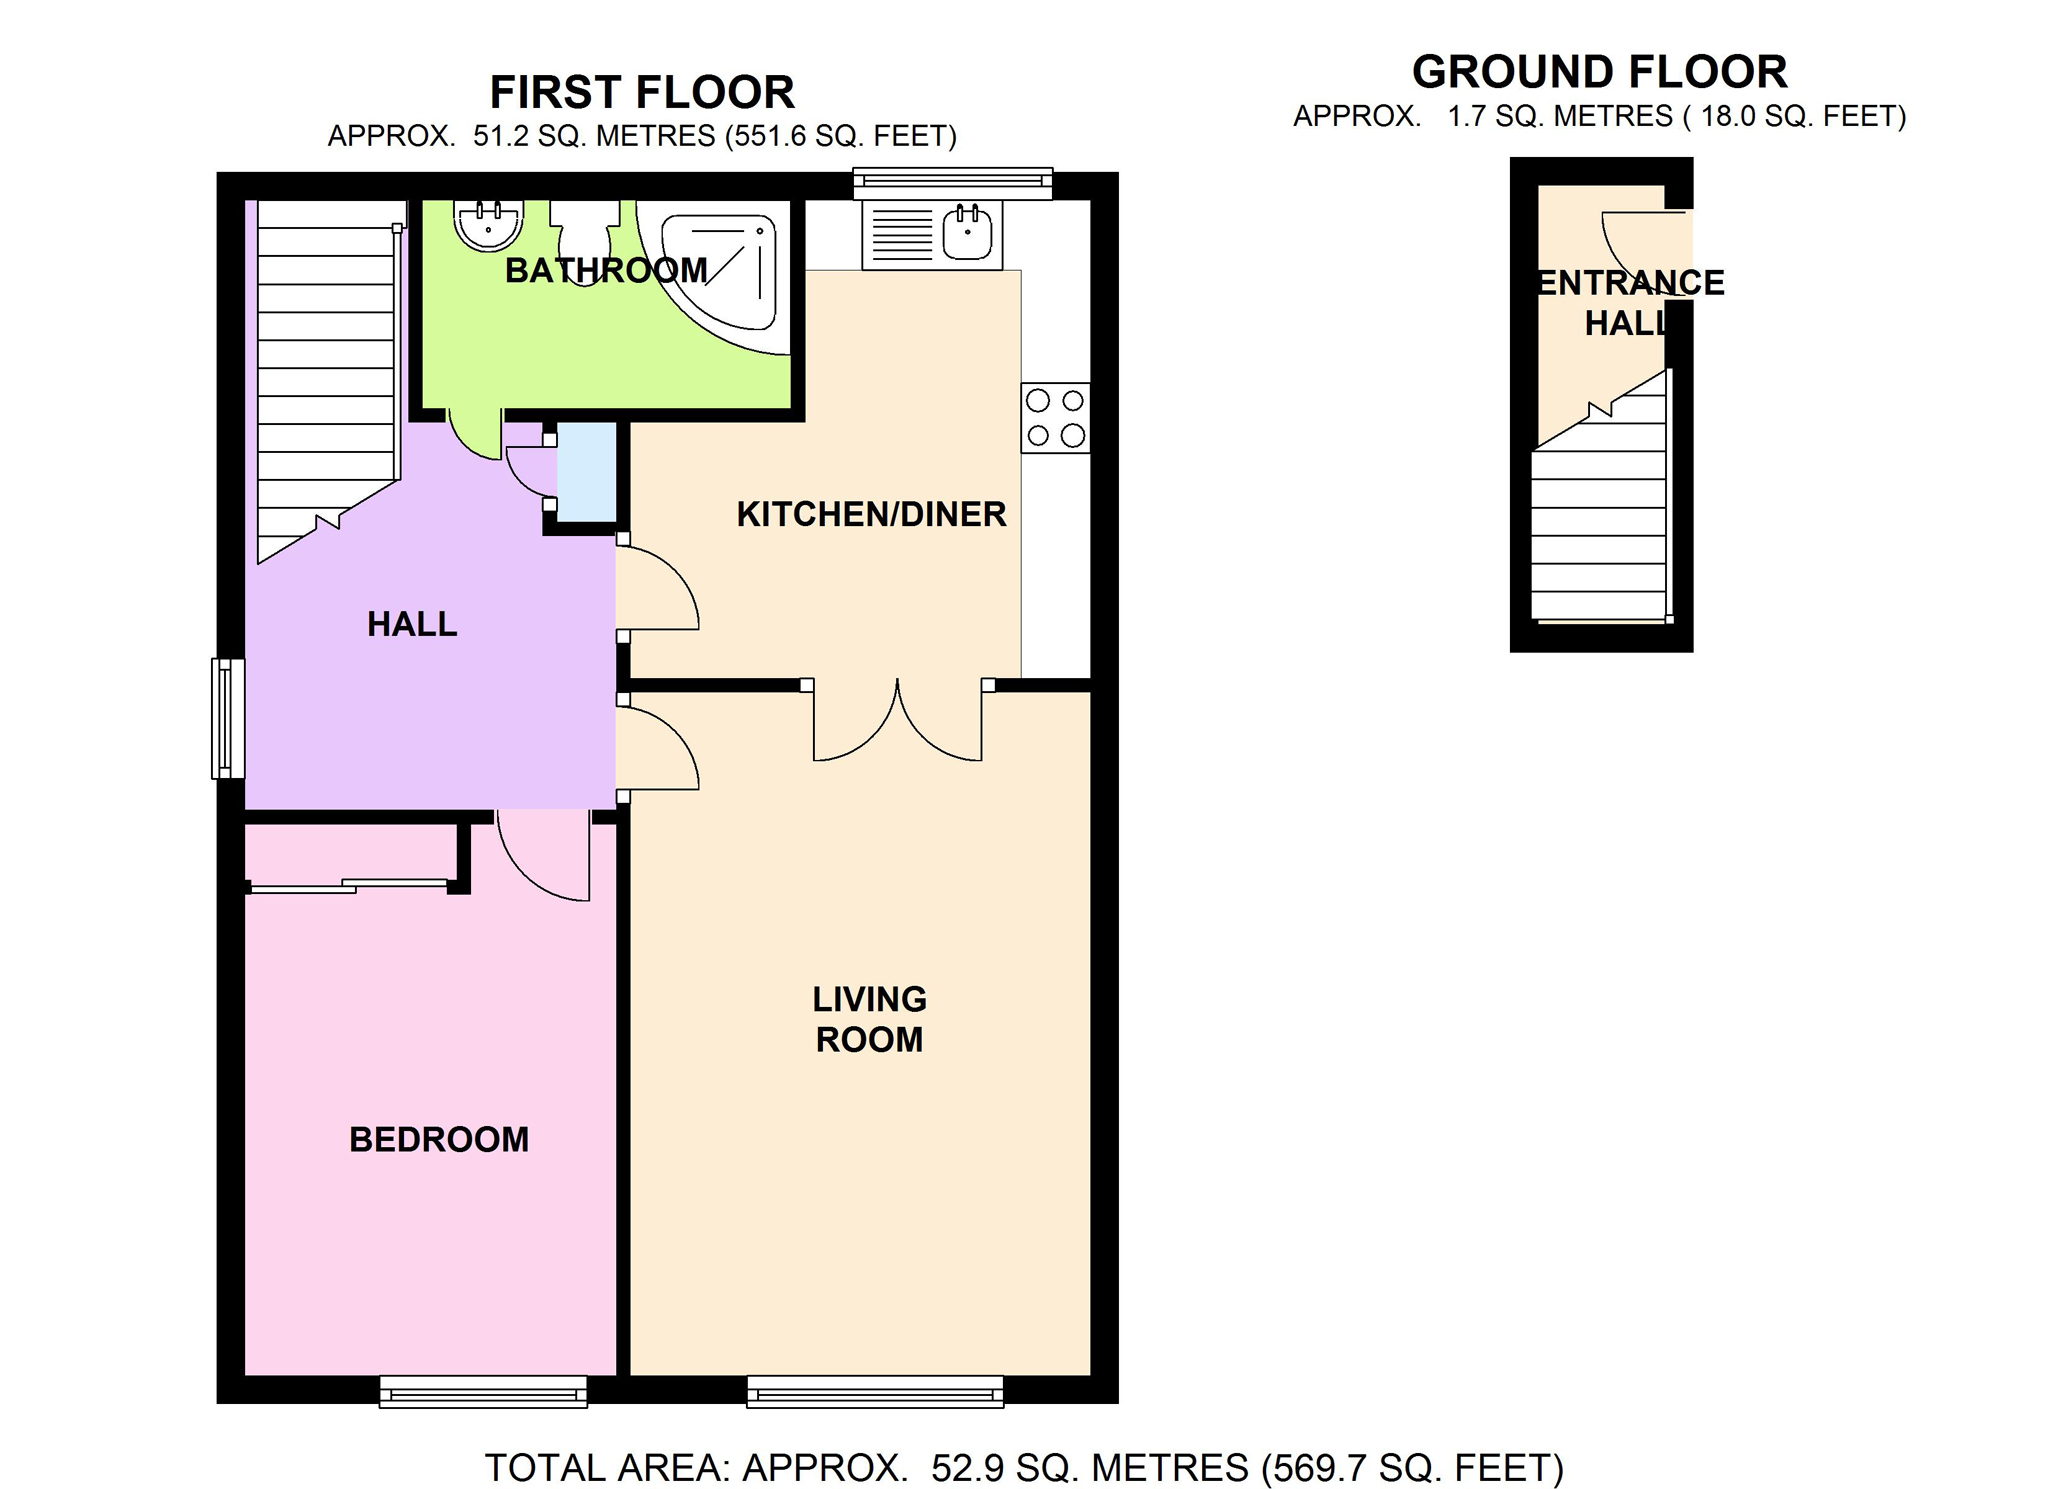 FIRST FLOOR
APPROX. 51.2 SQ. METRES (551.6 SQ. FEET)
GROUND FLOOR
APPROX. 1.7 SQ. METRES ( 18.0 SQ. FEET)
BATHROOM
ENTRANCE
HALL
KITCHEN/DINER
HALL
LIVING
ROOM
BEDROOM
TOTAL AREA: APPROX. 52.9 SQ. METRES (569.7 SQ. FEET)